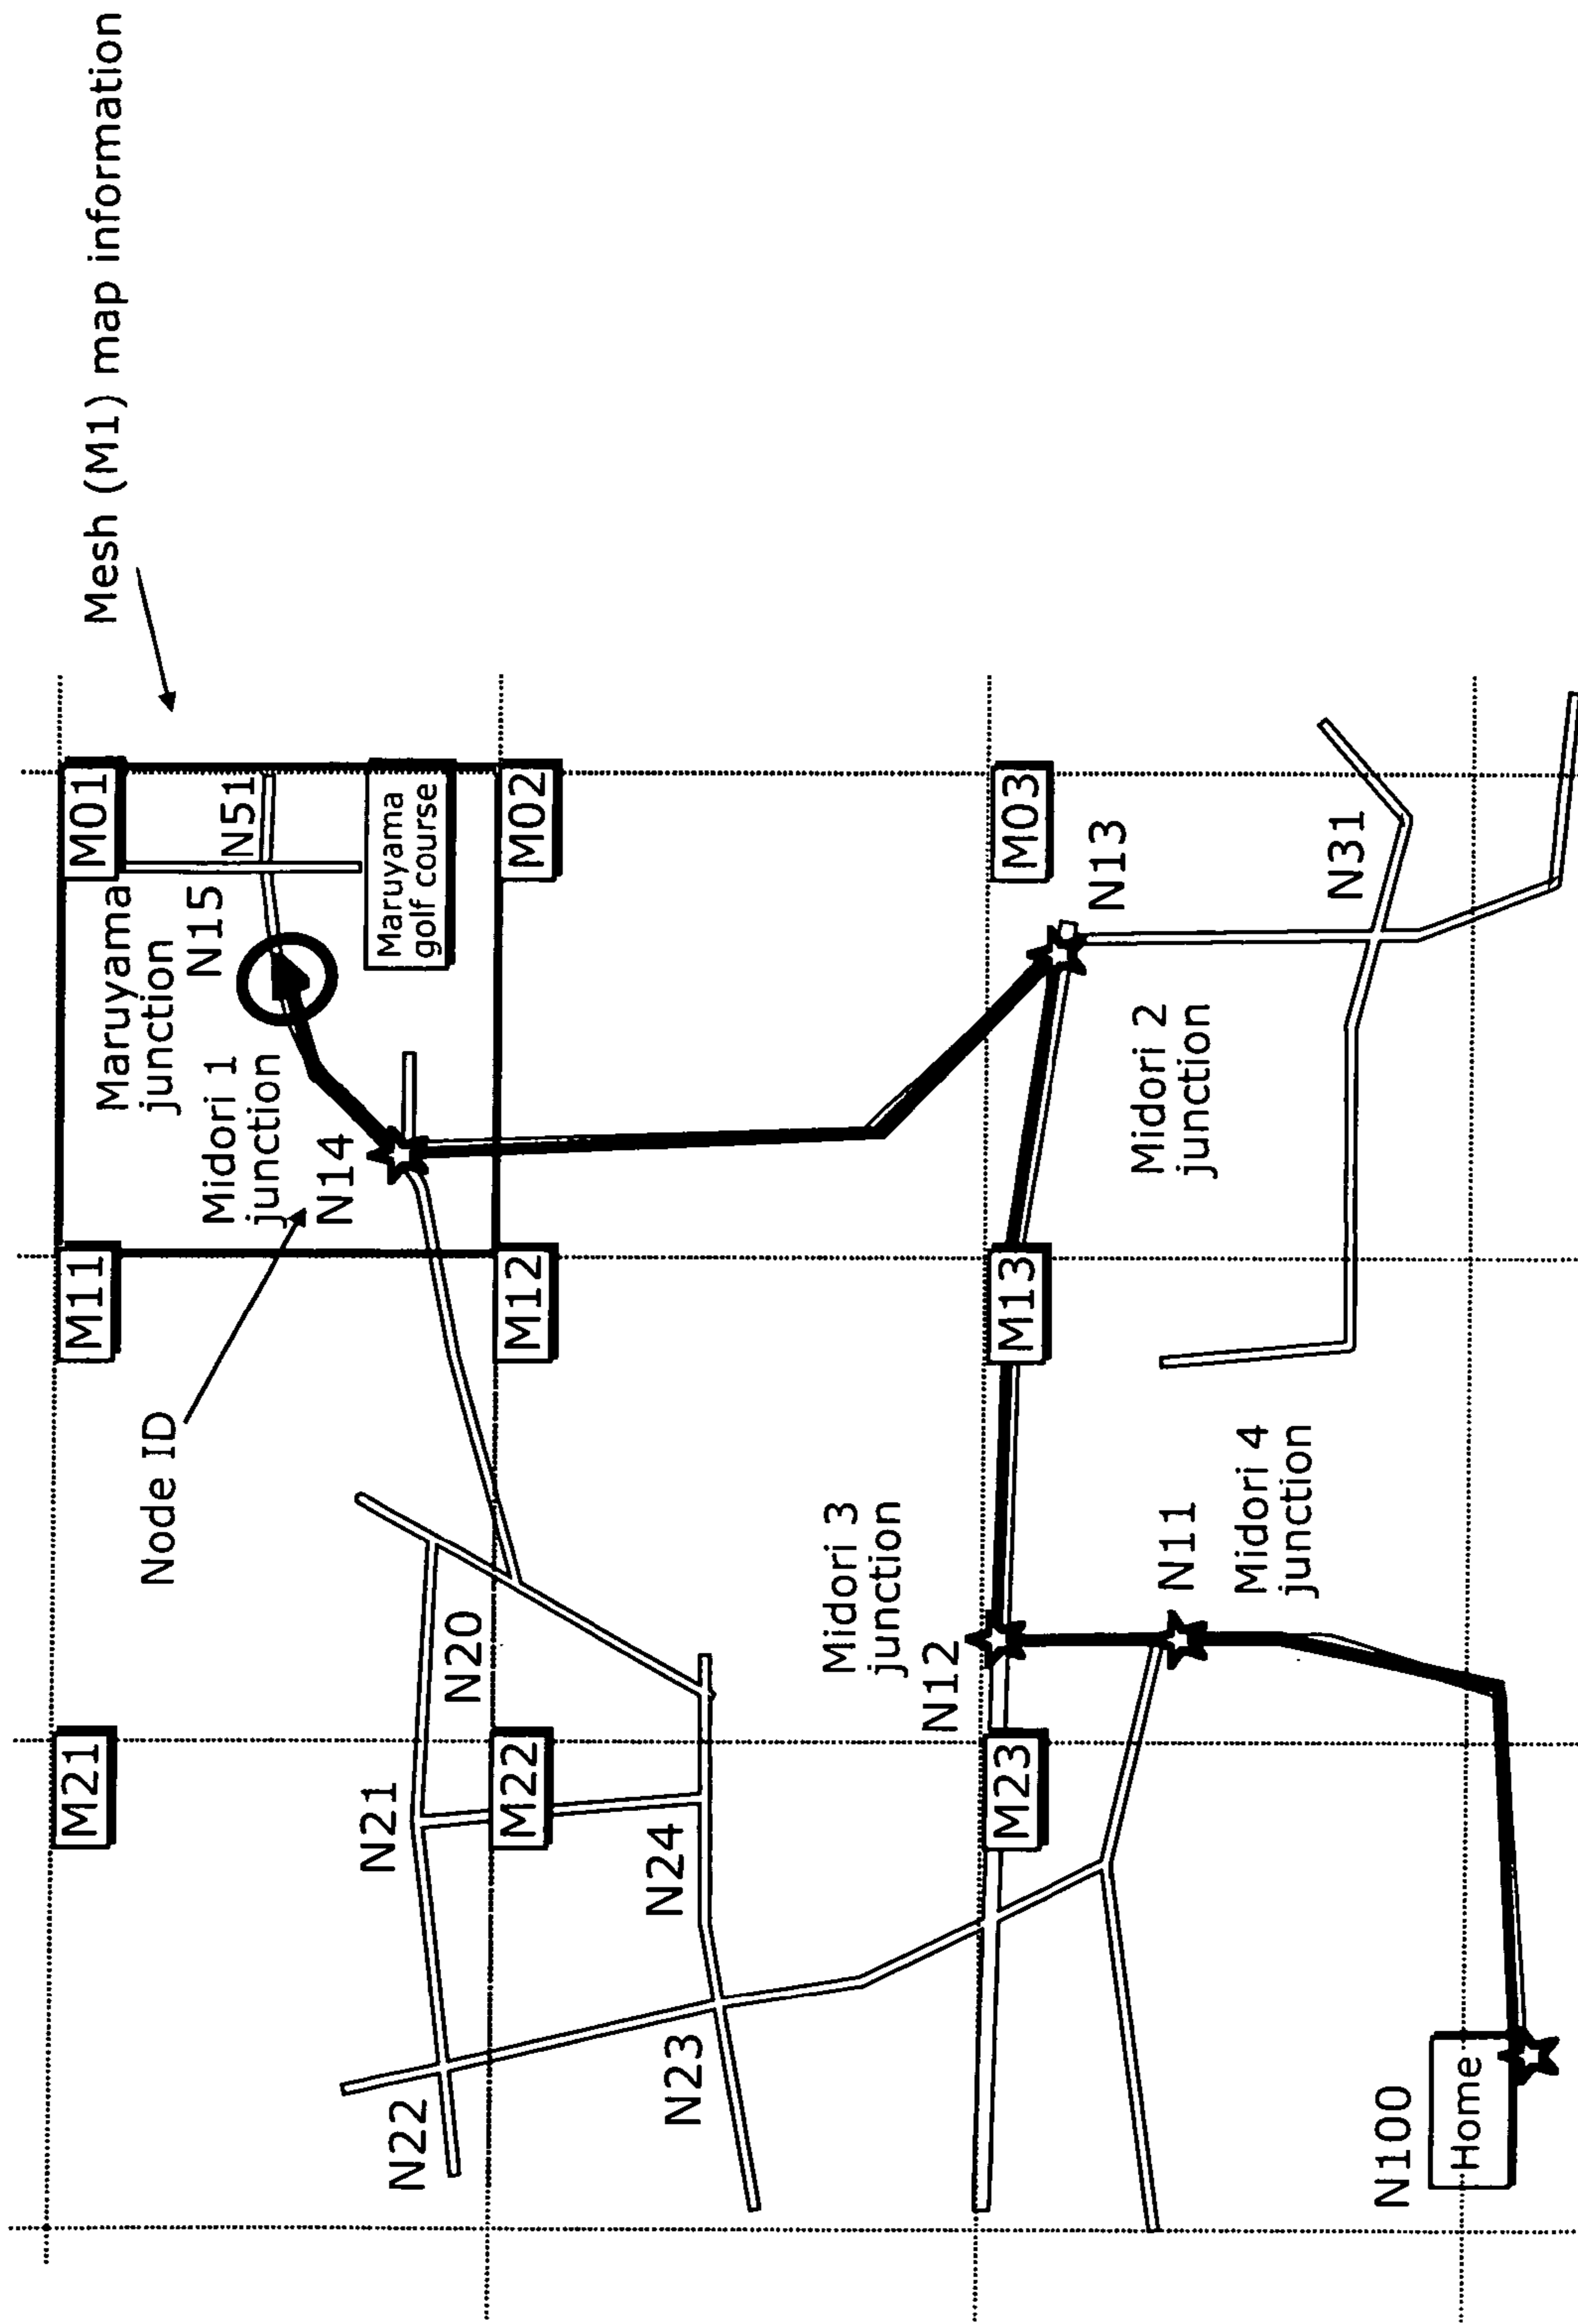 M21
M11
M01
Mesh (M1) map information
Maruyama
junction
Node ID
N15
Midori 1
junction
N51
N14
N21
Maruyama
golf course
N22
N20
M22
M12
M02
N24
N23
Midori 3
junction
N12
M23
M13
M03
N13
Midori 2
junction
N11
Midori 4
junction
N31
N100
Home